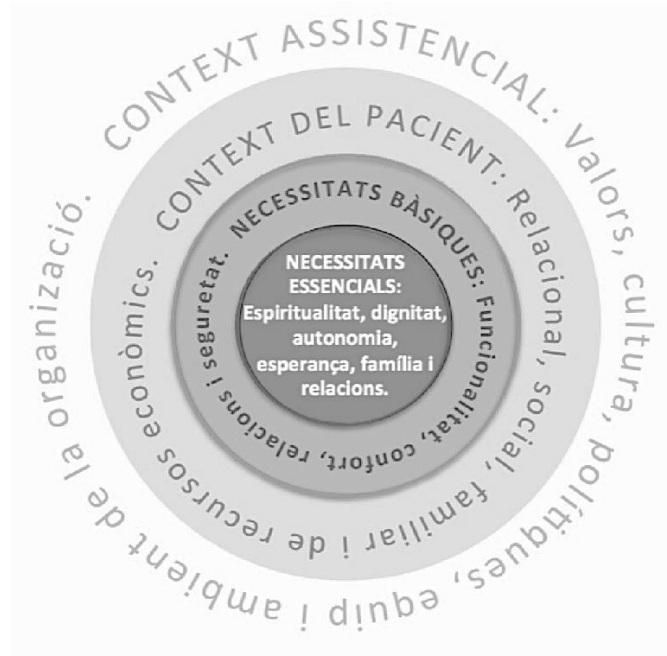 CONTEXT ASSISTENCIAL: Valors, cultura, polítiques, equip i ambient de la organizació.
CONTEXT DEL PACIENT: Relacional, social, familiar i de recursos econòmics.
NECESSITATS BÀSIQUES: Funcionalitat, confort, relacions i seguretat.
NECESSITATS
ESSENCIALS:
Espiritualitat, dignitat,
autonomia,
esperança, família i
relacions.